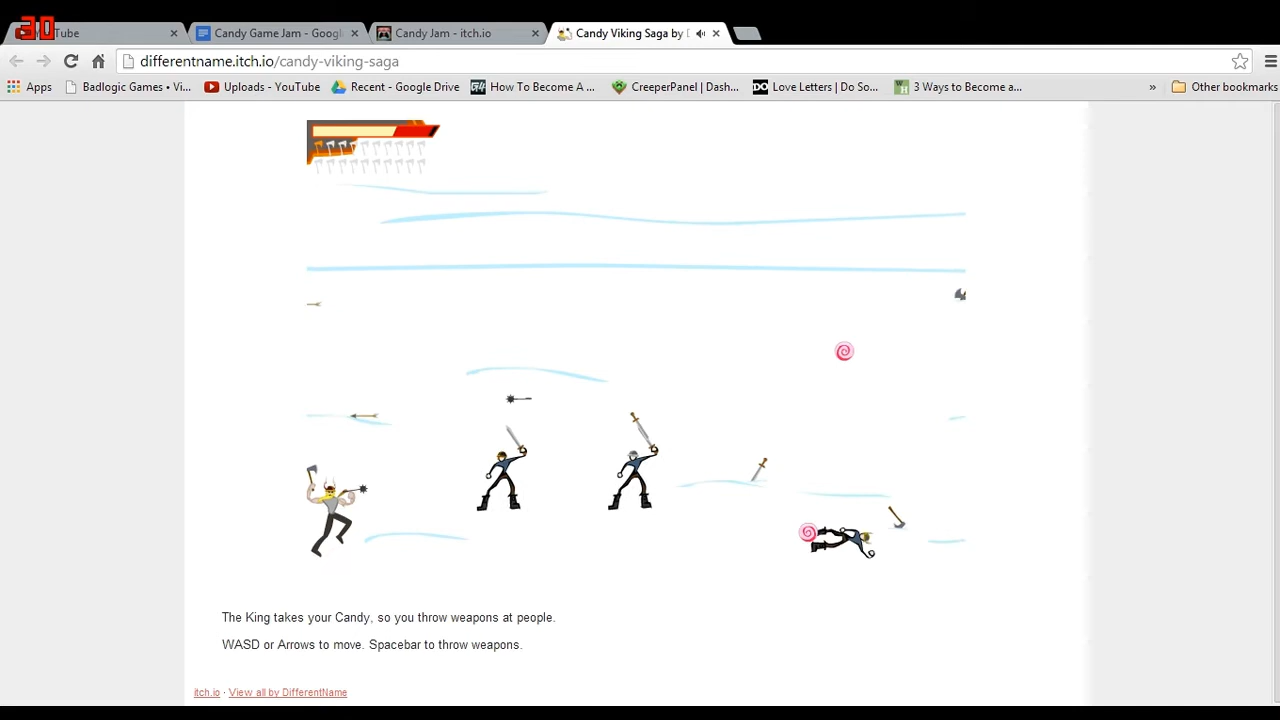 30
Tube
Candy Game Jam - Googl
Candy Jam - itch.io
Candy Viking Saga by D
differentname.itch.io/candy-viking-saga
Apps
Badlogic Games • Vi...
Uploads - YouTube
Recent - Google Drive
How To Become A ...
CreeperPanel | Dash...
DO
Love Letters | Do So...
3 Ways to Become a...
»
Other bookmarks
The King takes your Candy, so you throw weapons at people.
WASD or Arrows to move. Spacebar to throw weapons.
itch.io · View all by DifferentName